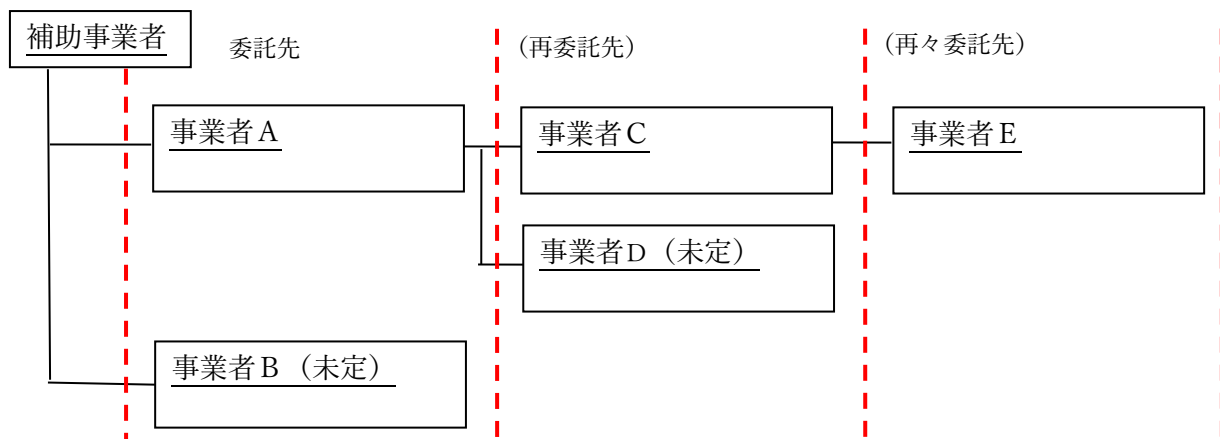 補助事業者
委託先
(再委託先)
(再々委託先)
事業者A
事業者C
事業者E
事業者D（未定）
事業者B（未定）